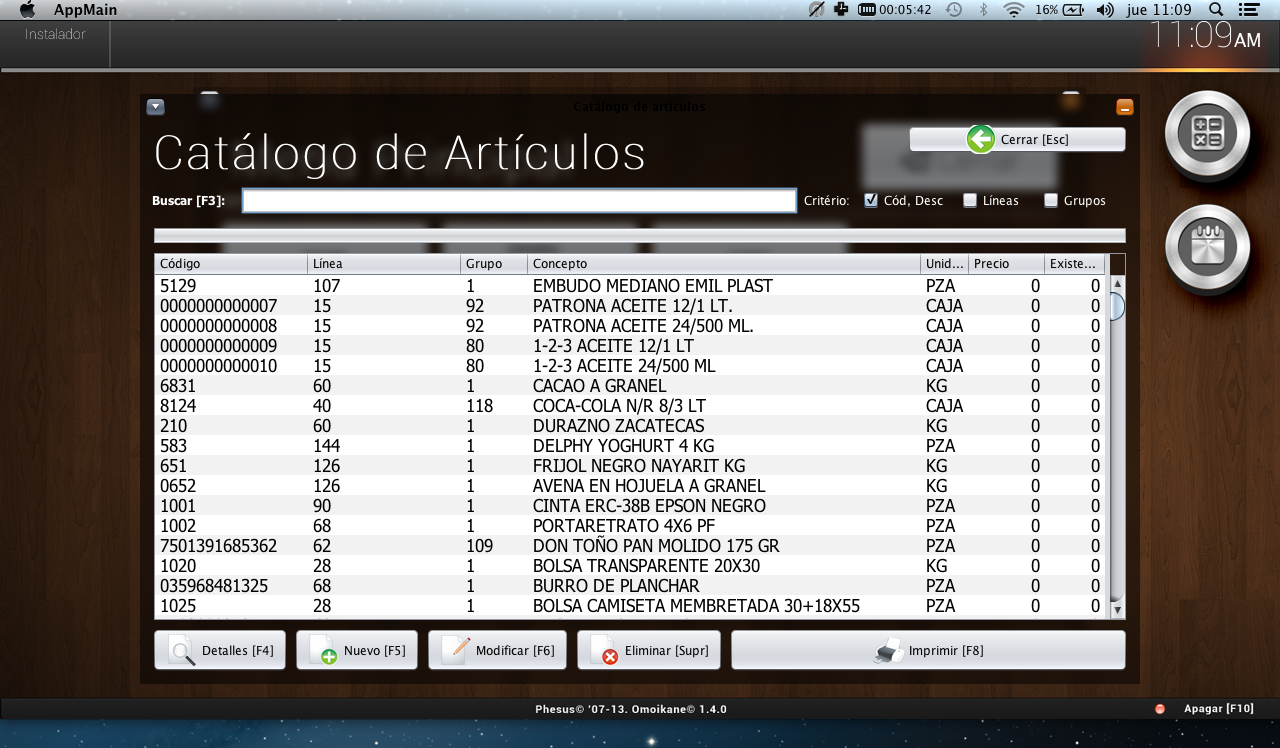 AppMain 00:05:42 16% jue 11:09
Instalador
11:09AM
Catálogo de artículos
Catálogo de Artículos
Cerrar [Esc]
Buscar [F3]: Critério: Cód, Desc Líneas Grupos
Código Línea Grupo Concepto Unid... Precio Existe...
5129 107 1 EMBUDO MEDIANO EMIL PLAST PZA 0 0
0000000000007 15 92 PATRONA ACEITE 12/1 LT. CAJA 0 0
0000000000008 15 92 PATRONA ACEITE 24/500 ML. CAJA 0 0
0000000000009 15 80 1-2-3 ACEITE 12/1 LT CAJA 0 0
0000000000010 15 80 1-2-3 ACEITE 24/500 ML CAJA 0 0
6831 60 1 CACAO A GRANEL KG 0 0
8124 40 118 COCA-COLA N/R 8/3 LT CAJA 0 0
210 60 1 DURAZNO ZACATECAS KG 0 0
583 144 1 DELPHY YOGHURT 4 KG PZA 0 0
651 126 1 FRIJOL NEGRO NAYARIT KG KG 0 0
0652 126 1 AVENA EN HOJUELA A GRANEL KG 0 0
1001 90 1 CINTA ERC-38B EPSON NEGRO PZA 0 0
1002 68 1 PORTARETRATO 4X6 PF PZA 0 0
7501391685362 62 109 DON TOÑO PAN MOLIDO 175 GR PZA 0 0
1020 28 1 BOLSA TRANSPARENTE 20X30 KG 0 0
035968481325 68 1 BURRO DE PLANCHAR PZA 0 0
1025 28 1 BOLSA CAMISETA MEMBRETADA 30+18X55 PZA 0 0
Detalles [F4] Nuevo [F5] Modificar [F6] Eliminar [Supr] Imprimir [F8]
Phesus© '07-13. Omoikane© 1.4.0 Apagar [F10]